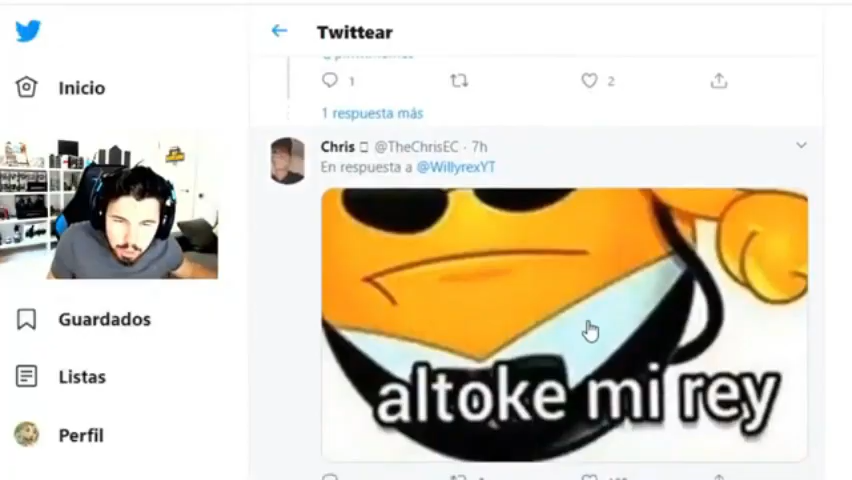 Twittear
Inicio
1
2
1 respuesta más
Chris @TheChrisEC · 7h
En respuesta a @WillyrexYT
Guardados
altoke mi rey
Listas
Perfil